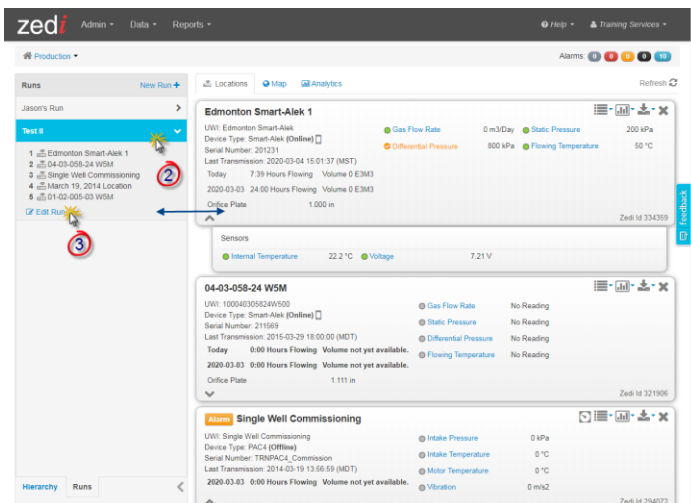 zedi Admin Data Reports Help Training Services
Production Alarms: 0 0 0 0 10
Runs New Run Locations Map Analytics Refresh
Jason's Run
Test II
1 Edmonton Smart-Alek 1
2 04-03-058-24 W5M
3 Single Well Commissioning
4 March 19, 2014 Location
5 01-02-005-03 W5M
Edit Run
2
3
Edmonton Smart-Alek 1
UWI: Edmonton Smart-Alek
Device Type: Smart-Alek (Online)
Serial Number: 201231
Last Transmission: 2020-03-04 15:01:37 (MST)
Today 7:39 Hours Flowing Volume 0 E3M3
2020-03-03 24:00 Hours Flowing Volume 0 E3M3
Orifice Plate 1.000 in
Gas Flow Rate 0 m3/Day Static Pressure 200 kPa
Differential Pressure 800 kPa Flowing Temperature 50 °C
Zedi Id 334359
feedback
Sensors
Internal Temperature 22.2 °C Voltage 7.21 V
04-03-058-24 W5M
UWI: 100040305824W500
Device Type: Smart-Alek (Online)
Serial Number: 211569
Last Transmission: 2015-03-29 18:00:00 (MDT)
Today 0:00 Hours Flowing Volume not yet available.
2020-03-03 0:00 Hours Flowing Volume not yet available.
Orifice Plate 1.111 in
Gas Flow Rate No Reading
Static Pressure No Reading
Differential Pressure No Reading
Flowing Temperature No Reading
Zedi Id 321906
Alarm Single Well Commissioning
UWI: Single Well Commissioning
Device Type: PAC4 (Offline)
Serial Number: TRNPAC4_Commission
Last Transmission: 2014-03-19 13:56:59 (MDT)
2020-03-03 0:00 Hours Flowing Volume not yet available.
Intake Pressure 0 kPa
Intake Temperature 0 °C
Motor Temperature 0 °C
Vibration 0 m/s2
Zedi Id 294072
Hierarchy Runs